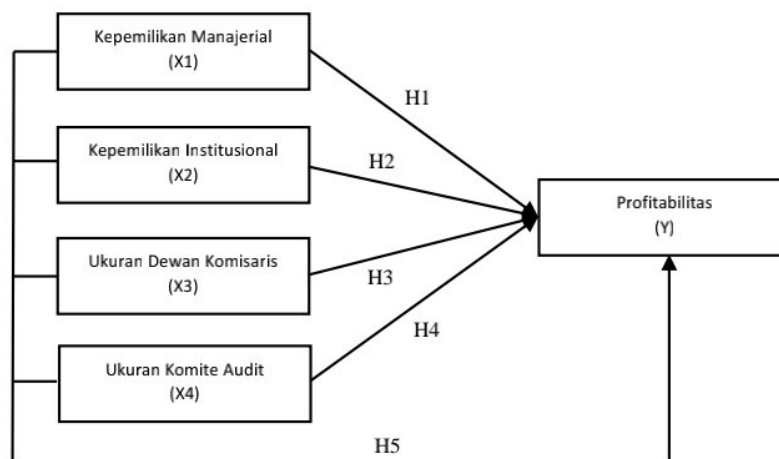 Kepemilikan Manajerial
(X1)
H1
Kepemilikan Institusional
(X2)
H2
Profitabilitas
(Y)
Ukuran Dewan Komisaris
(X3)
H3
H4
Ukuran Komite Audit
(X4)
H5